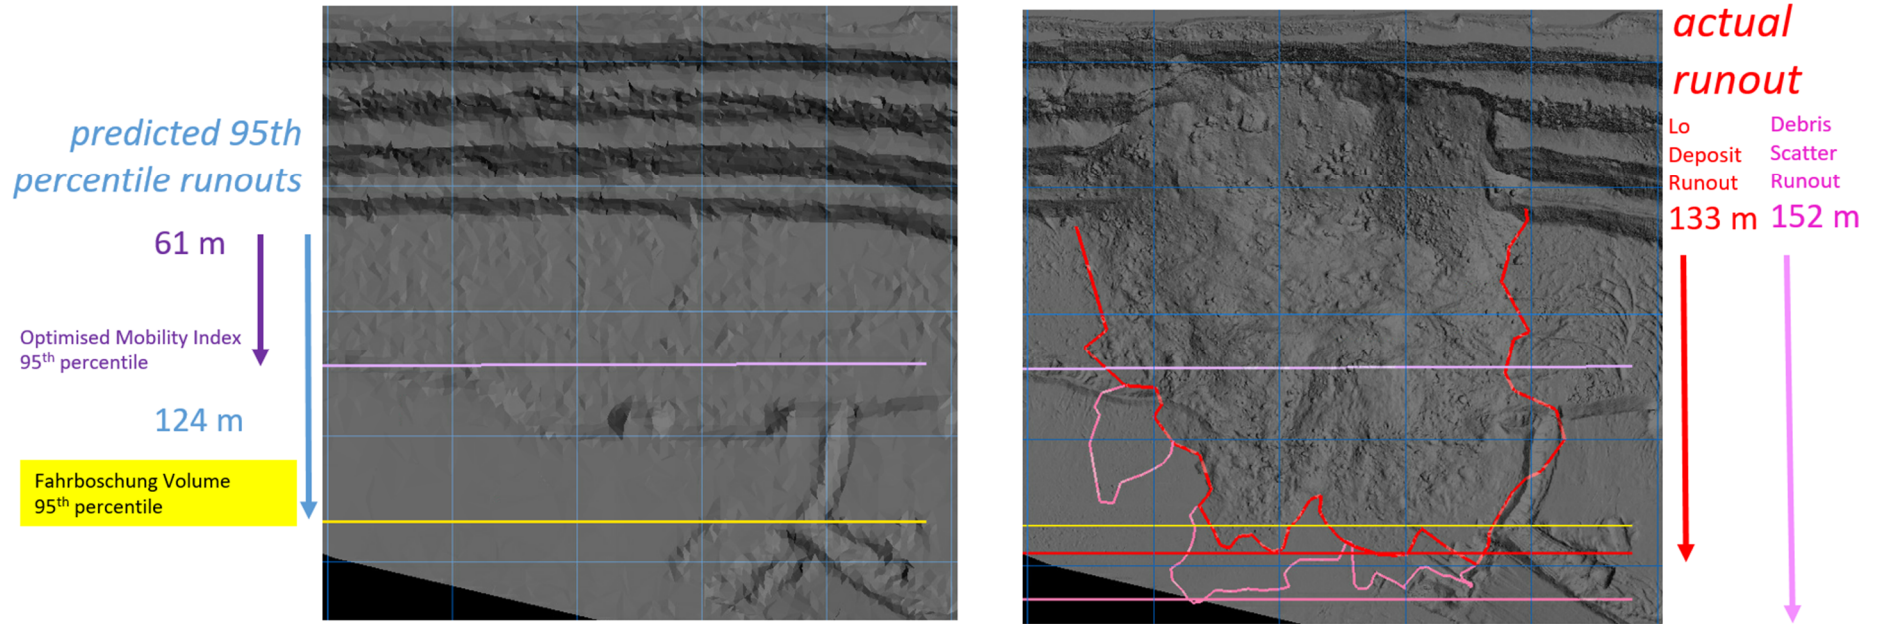 predicted 95th
percentile runouts
61 m
Optimised Mobility Index
95th percentile
124 m
Fahrboschung Volume
95th percentile
actual
runout
Lo
Deposit
Runout
133 m
Debris
Scatter
Runout
152 m